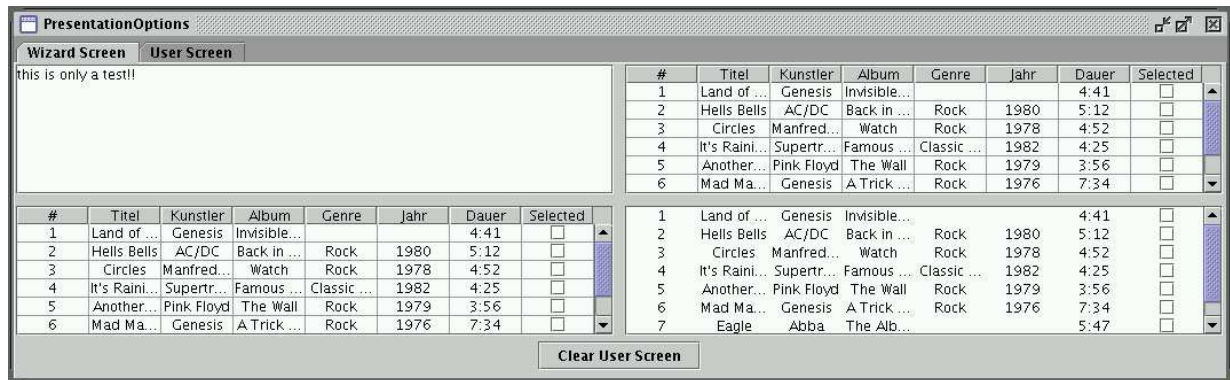 PresentationOptions
Wizard Screen User Screen
this is only a test!!
# Titel Kunstler Album Genre Jahr Dauer Selected
1 Land of ... Genesis Invisible... 4:41
2 Hells Bells AC/DC Back in ... Rock 1980 5:12
3 Circles Manfred... Watch Rock 1978 4:52
4 It's Raini... Supertr... Famous ... Classic ... 1982 4:25
5 Another... Pink Floyd The Wall Rock 1979 3:56
6 Mad Ma... Genesis A Trick ... Rock 1976 7:34
# Titel Kunstler Album Genre Jahr Dauer Selected
1 Land of ... Genesis Invisible... 4:41
2 Hells Bells AC/DC Back in ... Rock 1980 5:12
3 Circles Manfred... Watch Rock 1978 4:52
4 It's Raini... Supertr... Famous ... Classic ... 1982 4:25
5 Another... Pink Floyd The Wall Rock 1979 3:56
6 Mad Ma... Genesis A Trick ... Rock 1976 7:34
1 Land of ... Genesis Invisible... 4:41
2 Hells Bells AC/DC Back in ... Rock 1980 5:12
3 Circles Manfred... Watch Rock 1978 4:52
4 It's Raini... Supertr... Famous ... Classic ... 1982 4:25
5 Another... Pink Floyd The Wall Rock 1979 3:56
6 Mad Ma... Genesis A Trick ... Rock 1976 7:34
7 Eagle Abba The Alb... 5:47
Clear User Screen